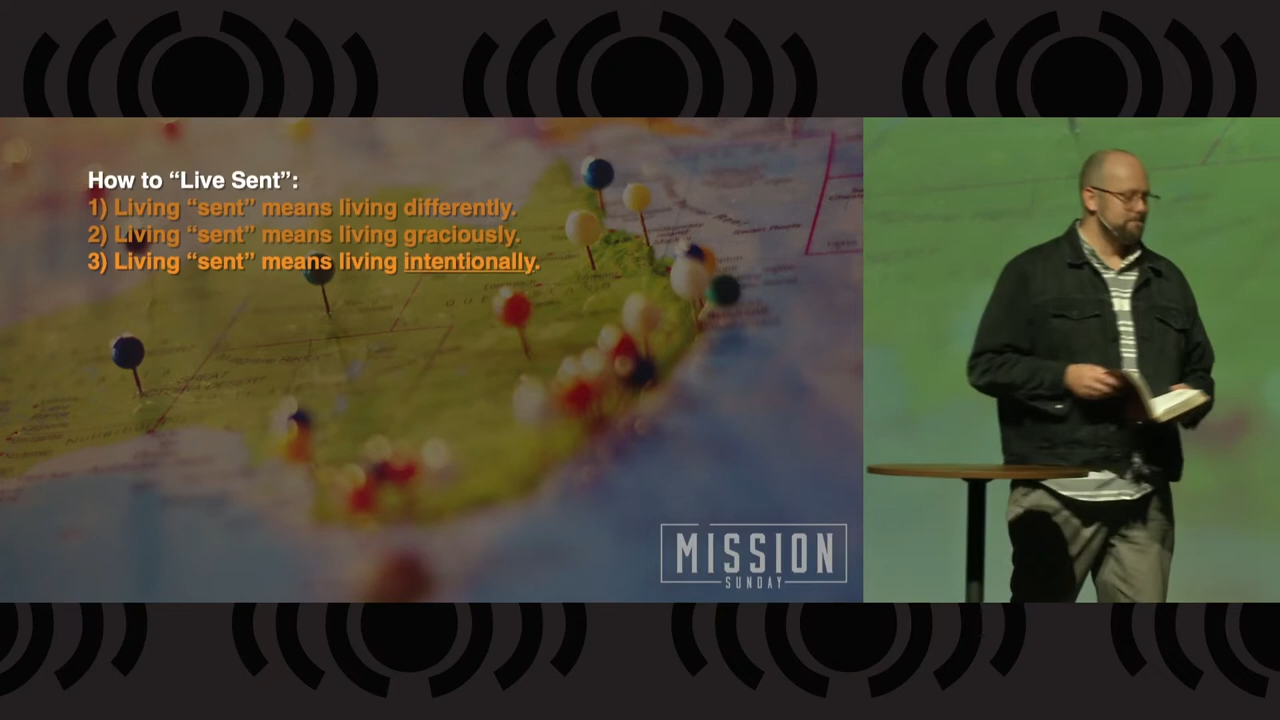 How to “Live Sent”:
1) Living “sent” means living differently.
2) Living “sent” means living graciously.
3) Living “sent” means living intentionally.
MISSION
SUNDAY